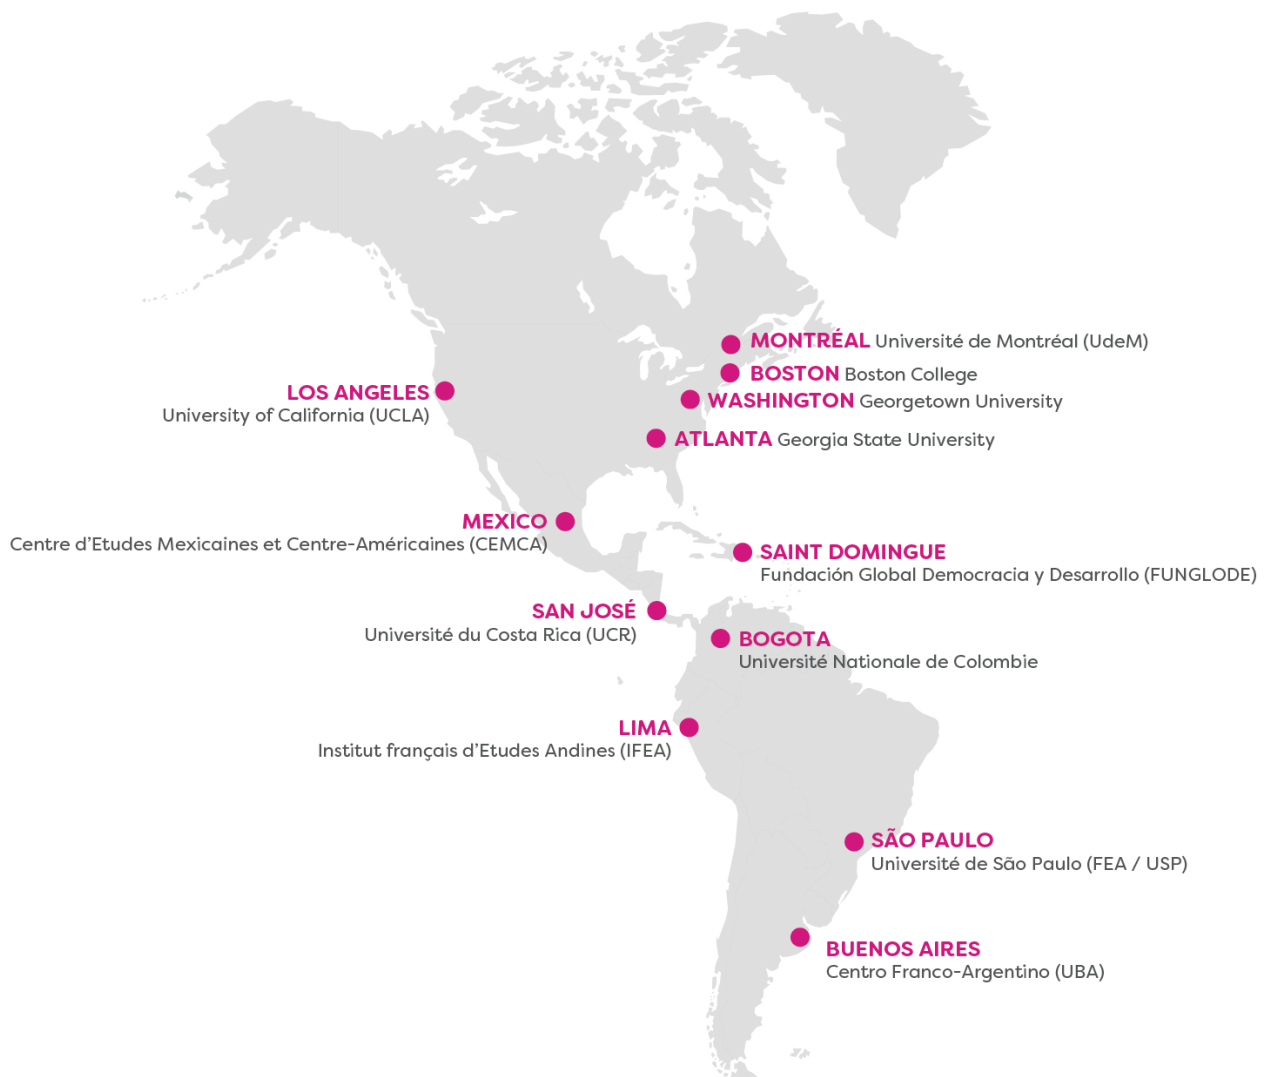 MONTRÉAL Université de Montréal (UdeM)
BOSTON Boston College
LOS ANGELES
University of California (UCLA)
WASHINGTON Georgetown University
ATLANTA Georgia State University
MEXICO
Centre d’Etudes Mexicaines et Centre-Américaines (CEMCA)
SAINT DOMINGUE
Fundación Global Democracia y Desarrollo (FUNGLODE)
SAN JOSÉ
Université du Costa Rica (UCR)
BOGOTA
Université Nationale de Colombie
LIMA
Institut français d’Etudes Andines (IFEA)
SÃO PAULO
Université de São Paulo (FEA / USP)
BUENOS AIRES
Centro Franco-Argentino (UBA)